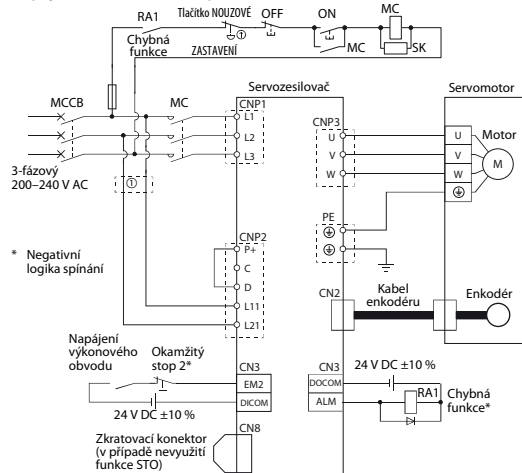 RA1
Tlačítko NOUZOVÉ
OFF
ON
MC
①
MC
SK
Chybná
funkce
ZASTAVENÍ
Servozesilovač
Servomotor
MCCB
MC
CNP1
L1
L2
L3
CNP3
U
V
W
U
V
W
Motor
M
3-fázový
200–240 V AC
①
PE
* Negativní
logika spínání
CNP2
P+
C
D
L11
L21
CN2
Kabel
enkodéru
Enkodér
Napájení
výkonového
obvodu
Okamžitý
stop 2*
CN3
EM2
DICOM
24 V DC ±10 %
CN3
DOCOM
ALM
24 V DC ±10 %
RA1
Chybná
funkce*
CN8
Zkratovací konektor
(v případě nevyužití
funkce STO)